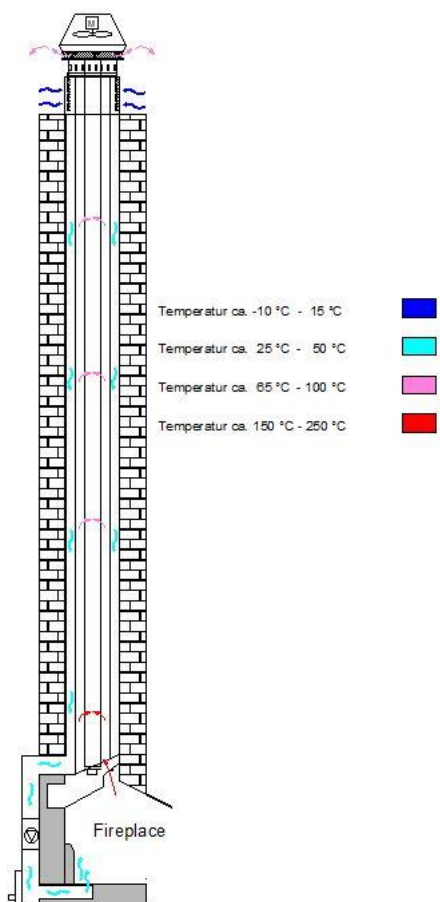 M
Temperatur ca. -10 °C - 15 °C
Temperatur ca. 25 °C - 50 °C
Temperatur ca. 65 °C - 100 °C
Temperatur ca. 150 °C - 250 °C
Fireplace